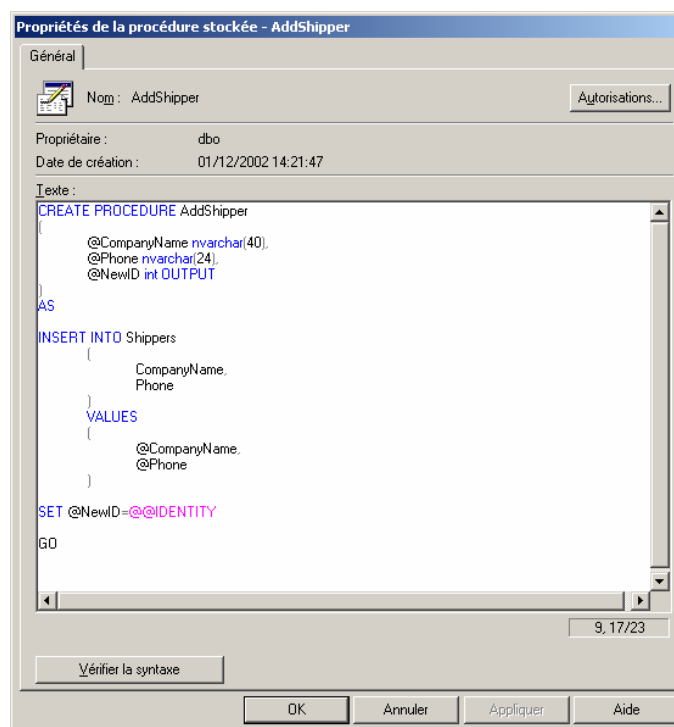 Propriétés de la procédure stockée - AddShipper
Général
Nom : AddShipper
Autorisations...
Propriétaire : dbo
Date de création : 01/12/2002 14:21:47
Texte :
CREATE PROCEDURE AddShipper
(
@CompanyName nvarchar(40),
@Phone nvarchar(24),
@NewID int OUTPUT
)
AS
INSERT INTO Shippers
(
CompanyName,
Phone
)
VALUES
(
@CompanyName,
@Phone
)
SET @NewID=@@IDENTITY
GO
9, 17/23
Vérifier la syntaxe
OK Annuler Appliquer Aide